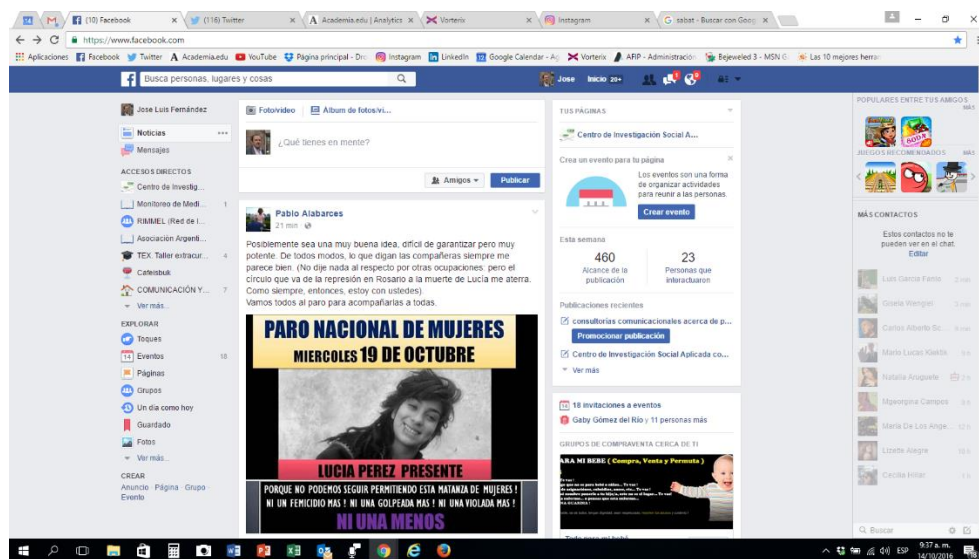 (10) Facebook
(116) Twitter
Academia.edu | Analytics
Vorterix
Instagram
sabat - Buscar con Goog
https://www.facebook.com
Aplicaciones Facebook Twitter Academia.edu YouTube Página principal - Dro Instagram LinkedIn Google Calendar - Ag Vorterix AFIP - Administración Bejeweled 3 - MSN G Las 10 mejores herra
Busca personas, lugares y cosas
Jose Inicio 20+
Jose Luis Fernández
Noticias
Mensajes
ACCESOS DIRECTOS
Centro de Investig...
Monitoreo de Medi... 1
RIMMEL (Red de I...
Asociación Argenti...
TEX. Taller extracur... 4
Cafeisbuk
COMUNICACIÓN Y... 7
Ver más...
EXPLORAR
Toques
Eventos 18
Páginas
Grupos
Un día como hoy
Guardado
Fotos
Ver más...
CREAR
Anuncio · Página · Grupo ·
Evento
Foto/video Álbum de fotos/vi...
¿Qué tienes en mente?
Amigos Publicar
Pablo Alabarces
21 min
Posiblemente sea una muy buena idea, difícil de garantizar pero muy
potente. De todos modos, lo que digan las compañeras siempre me
parece bien. (No dije nada al respecto por otras ocupaciones: pero el
círculo que va de la represión en Rosario a la muerte de Lucía me aterra.
Como siempre, entonces, estoy con ustedes).
Vamos todos al paro para acompañarlas a todas.
PARO NACIONAL DE MUJERES
MIERCOLES 19 DE OCTUBRE
LUCIA PEREZ PRESENTE
PORQUE NO PODEMOS SEGUIR PERMITIENDO ESTA MATANZA DE MUJERES !
NI UN FEMICIDIO MAS ! NI UNA GOLPEADA MAS ! NI UNA VIOLADA MAS !
NI UNA MENOS
TUS PÁGINAS
Centro de Investigación Social A...
Crea un evento para tu página
Los eventos son una forma
de organizar actividades
para reunir a las personas.
Crear evento
Esta semana
460
Alcance de la
publicación
23
Personas que
interactuaron
Publicaciones recientes
consultorías comunicacionales acerca de p...
Promocionar publicación
Centro de Investigación Social Aplicada co...
Ver más
18 invitaciones a eventos
Gaby Gómez del Río y 11 personas más
GRUPOS DE COMPRAVENTA CERCA DE TI
ARA MI BEBE ( Compra, Venta y Permuta )
POPULARES ENTRE TUS AMIGOS
MÁS
JUEGOS RECOMENDADOS MÁS
MÁS CONTACTOS
Estos contactos no te
pueden ver en el chat.
Editar
Luis García Fanlo
Gisela Wengier
Carlos Alberto Sc...
Mario Lucas Kiektik
Natalia Aruguete
Mgeorgina Campos
María De Los Ange...
Lizette Alegre
Cecilia Hillar
Buscar
ESP
9:37 a. m.
14/10/2016